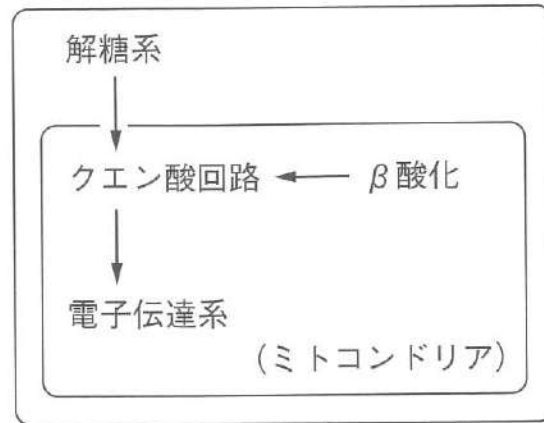 解糖系
クエン酸回路
β酸化
電子伝達系
(ミトコンドリア)